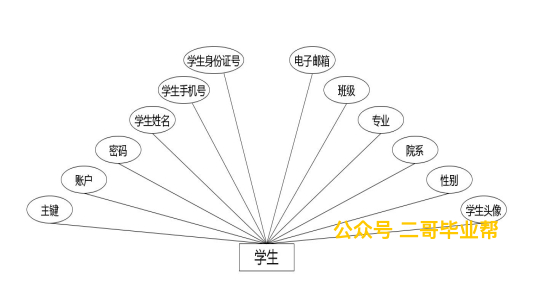 学生身份证号
电子邮箱
学生手机号
班级
学生姓名
专业
密码
院系
账户
性别
主键
学生头像
公众号 二哥毕业帮
学生